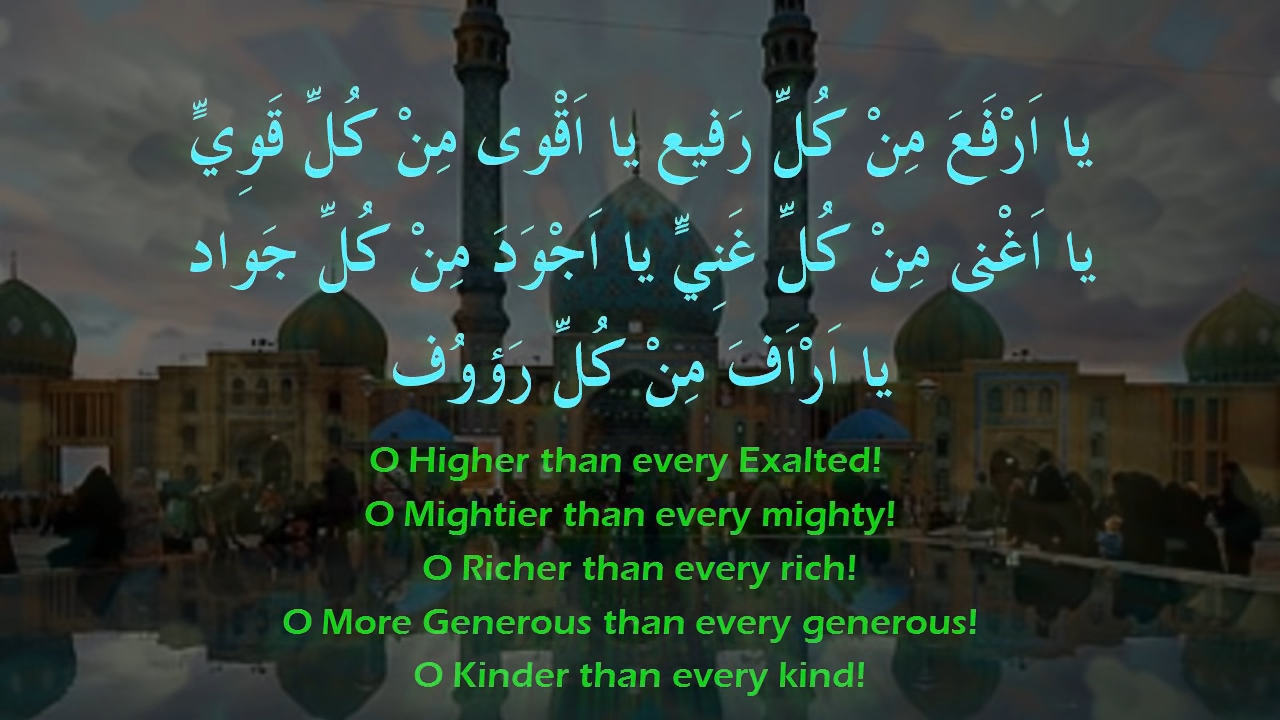 يا اَرْفَعَ مِنْ كُلِّ رَفيع يا اَقْوى مِنْ كُلِّ قَوِيٍّ
يا اَغْنى مِنْ كُلِّ غَنِيٍّ يا اَجْوَدَ مِنْ كُلِّ جَواد
يا اَرْاَفَ مِنْ كُلِّ رَؤوُف
O Higher than every Exalted!
O Mightier than every mighty!
O Richer than every rich!
O More Generous than every generous!
O Kinder than every kind!